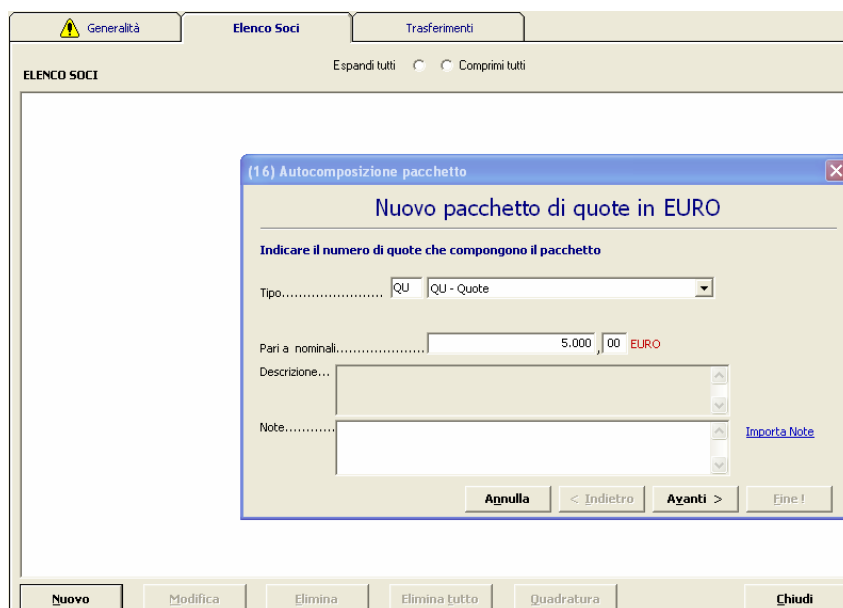 Generalità Elenco Soci Trasferimenti
Espandi tutti Comprimi tutti
ELENCO SOCI
(16) Autocomposizione pacchetto
Nuovo pacchetto di quote in EURO
Indicare il numero di quote che compongono il pacchetto
Tipo........................ QU QU - Quote
Pari a nominali..................... 5.000 , 00 EURO
Descrizione...
Note............ Importa Note
Annulla < Indietro Avanti > Fine !
Nuovo Modifica Elimina Elimina tutto Quadratura Chiudi